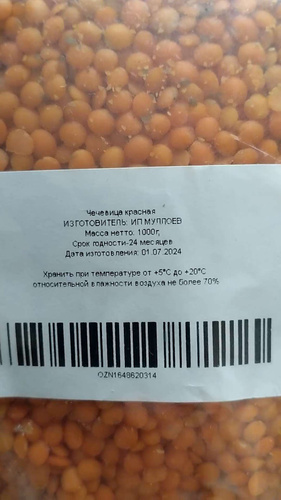 Чечевица красная
ИЗГОТОВИТЕЛЬ: ИП МУЛЛОЕВ
Масса нетто: 1000г,
Срок годности-24 месяцев
Дата изготовления: 01.07.2024
Хранить при температуре от +5°С до +20°С
относительной влажности воздуха не более 70%
OZN1648620314